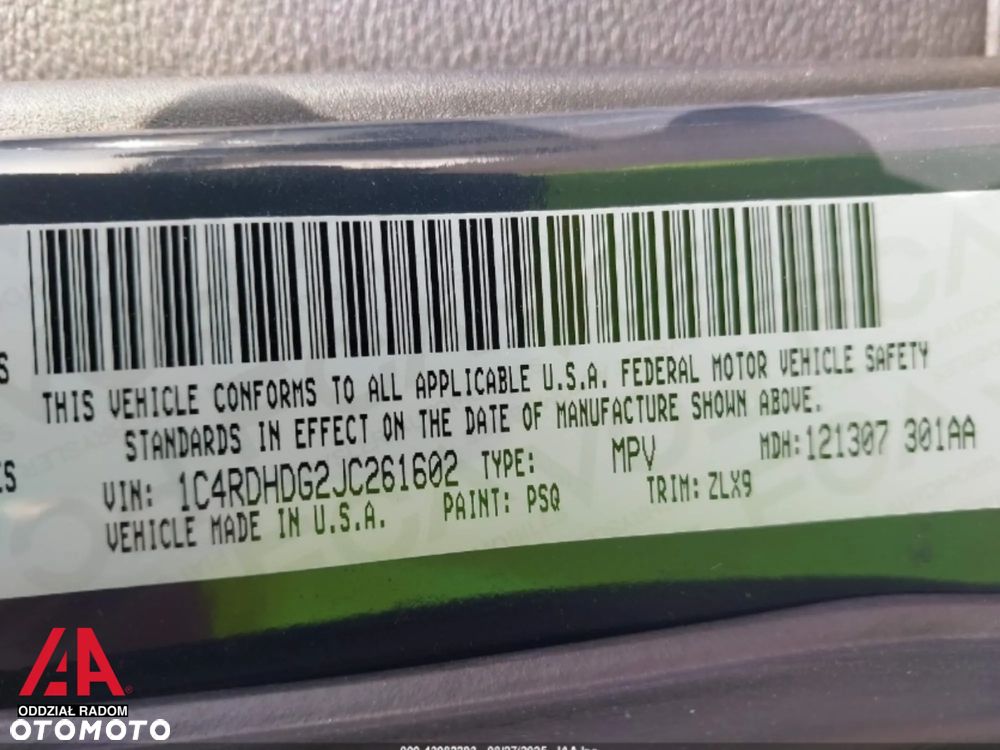 THIS VEHICLE CONFORMS TO ALL APPLICABLE U.S.A. FEDERAL MOTOR VEHICLE SAFETY
STANDARDS IN EFFECT ON THE DATE OF MANUFACTURE SHOWN ABOVE.
VIN: 1C4RDHDG2JC261602 TYPE: MPV MDH: 121307 301AA
VEHICLE MADE IN U.S.A. PAINT: PSQ TRIM: ZLX9
ODDZIAŁ RADOM
OTOMOTO